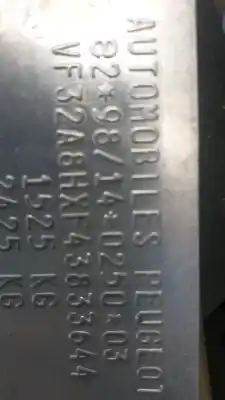 AUTOMOBILES PEUGEOT
e2*98/14*0250*03
VF32A8HXF43833644
1525 KG
2425 KG